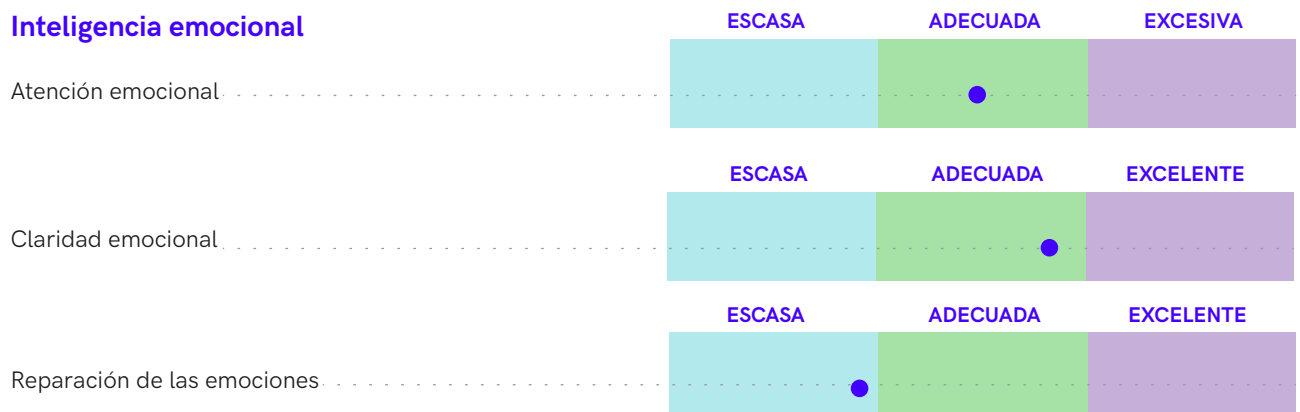 Inteligencia emocional
ESCASA ADECUADA EXCESIVA
Atención emocional
ESCASA ADECUADA EXCELENTE
Claridad emocional
ESCASA ADECUADA EXCELENTE
Reparación de las emociones